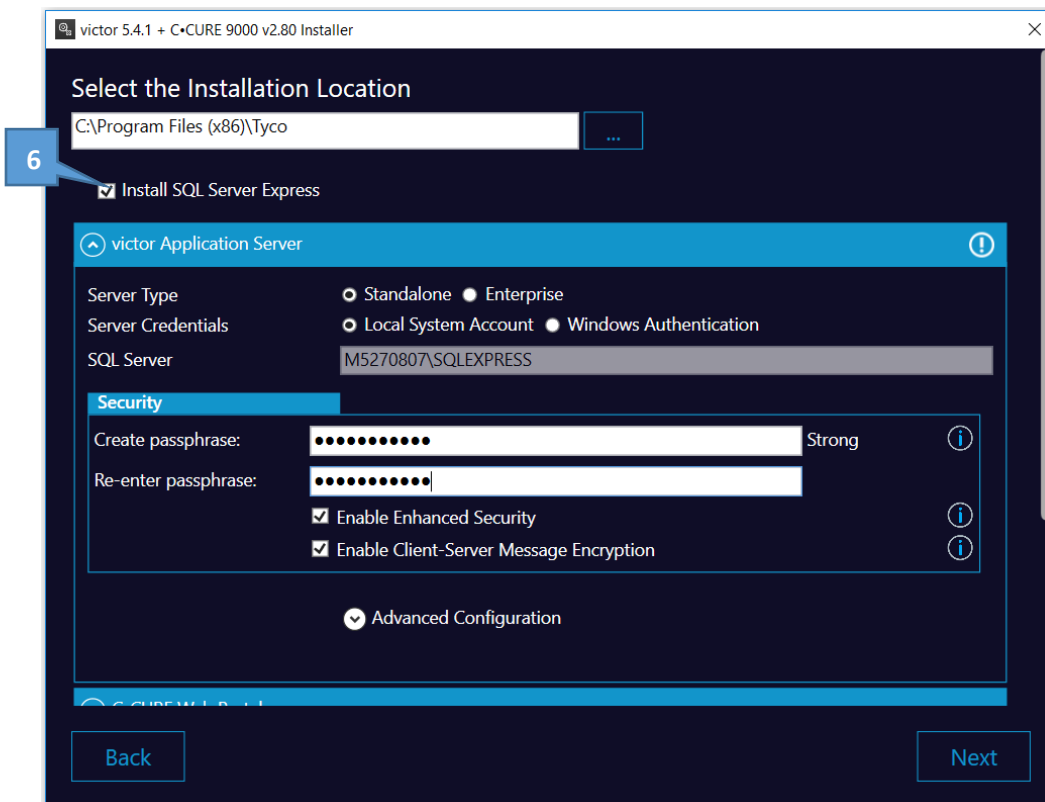 victor 5.4.1 + C•CURE 9000 v2.80 Installer
Select the Installation Location
C:\Program Files (x86)\Tyco
...
6
Install SQL Server Express
victor Application Server
Server Type
Standalone
Enterprise
Server Credentials
Local System Account
Windows Authentication
SQL Server
M5270807\SQLEXPRESS
Security
Create passphrase:
●●●●●●●●●●●
Strong
Re-enter passphrase:
●●●●●●●●●●●
Enable Enhanced Security
Enable Client-Server Message Encryption
Advanced Configuration
Back
Next